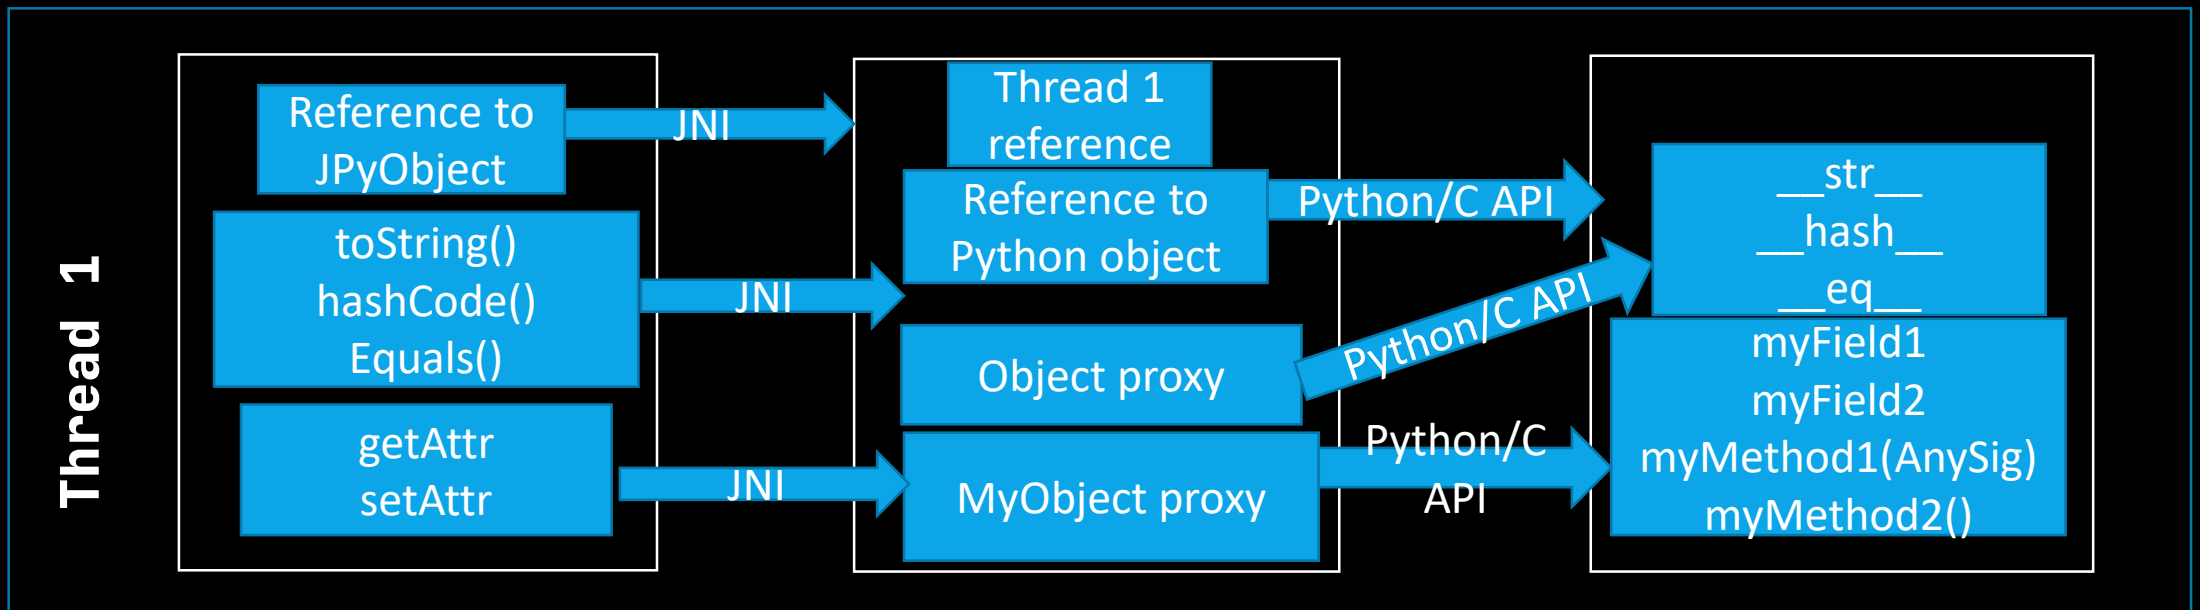 Thread 1
Reference to
JPyObject
JNI
toString()
hashCode()
Equals()
JNI
getAttr
setAttr
JNI
Thread 1
reference
Reference to
Python object
Python/C API
Object proxy
Python/C API
MyObject proxy
Python/C
API
__str__
__hash__
__eq__
myField1
myField2
myMethod1(AnySig)
myMethod2()